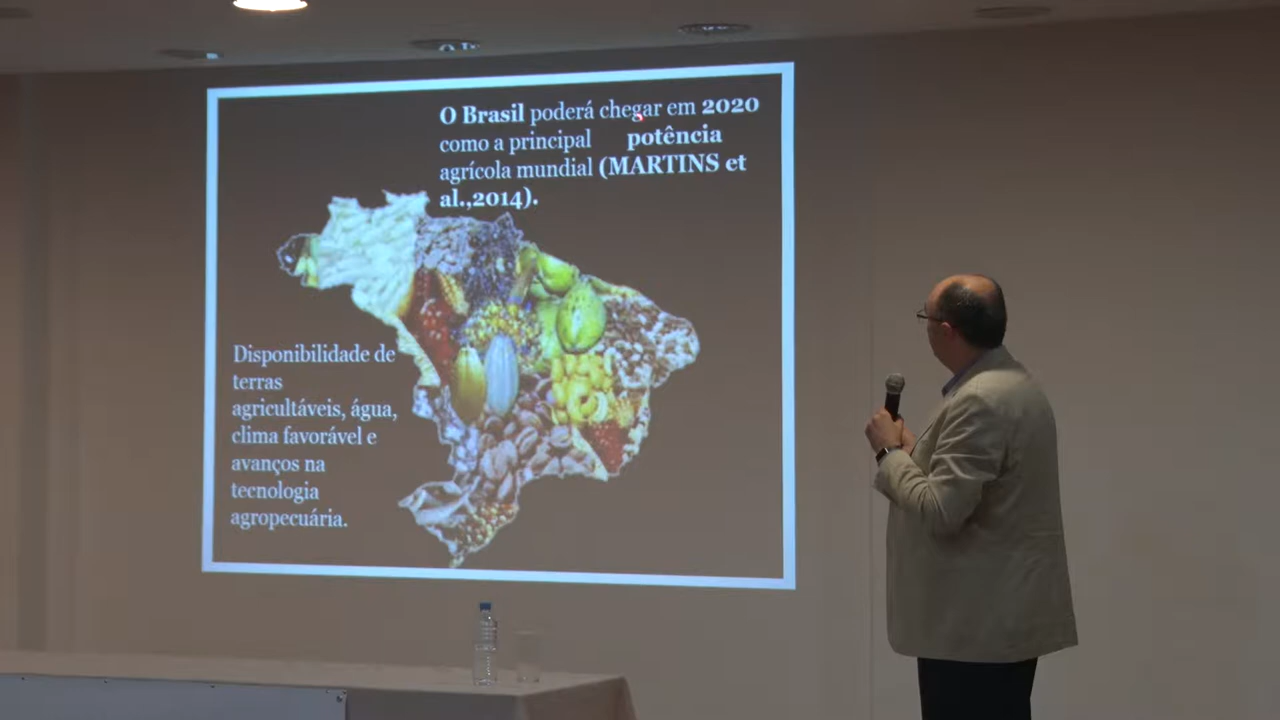 O Brasil poderá chegar em 2020
como a principal potência
agrícola mundial (MARTINS et
al.,2014).
Disponibilidade de
terras
agricultáveis, água,
clima favorável e
avanços na
tecnologia
agropecuária.